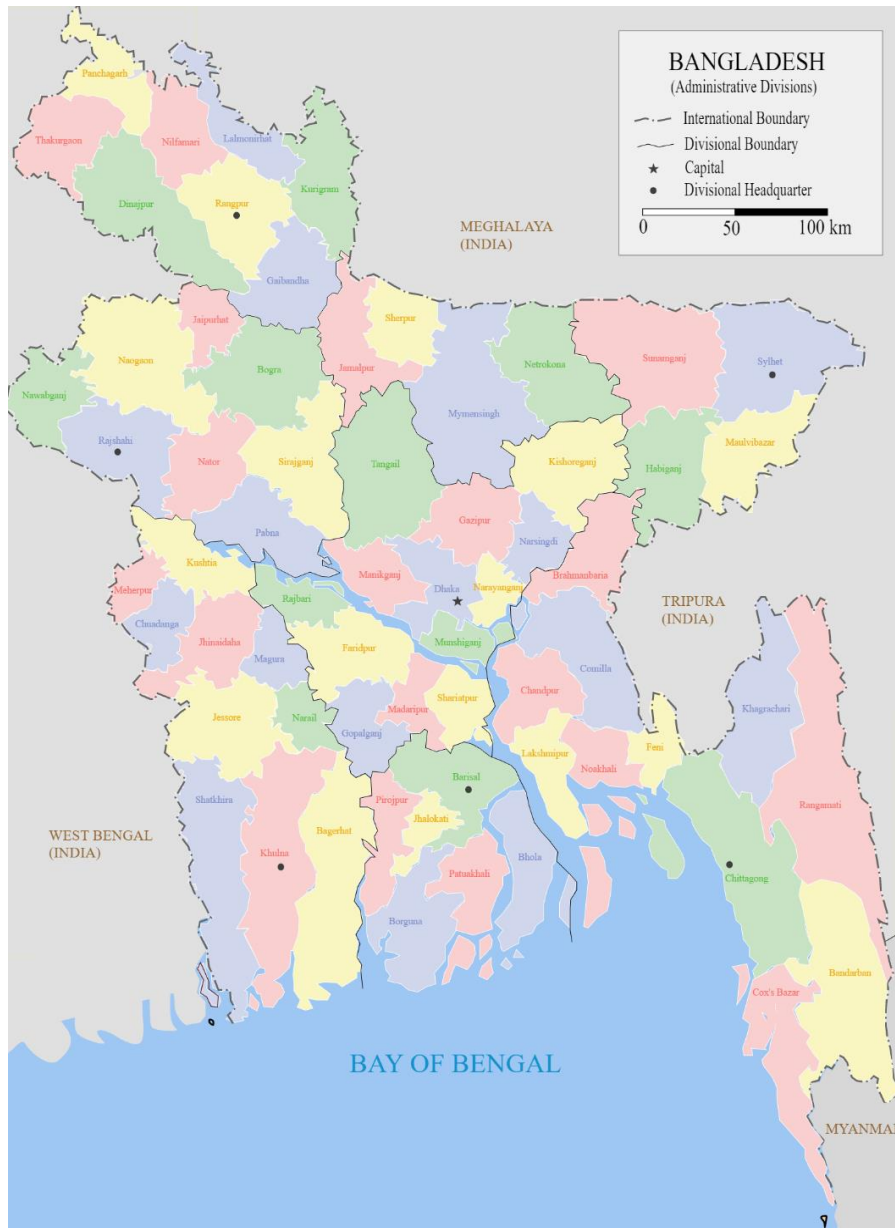 BANGLADESH
(Administrative Divisions)
International Boundary
Divisional Boundary
Capital
Divisional Headquarter
0 50 100 km
Panchagarh
Thakurgaon
Nilfamari
Lalmonirhat
Kurigram
Dinajpur
Rangpur
MEGHALAYA
(INDIA)
Gaibandha
Jaipurhat
Sherpur
Naogaon
Bogra
Jamalpur
Netrokona
Sunamganj
Sylhet
Nawabganj
Mymensingh
Rajshahi
Nator
Sirajganj
Tangail
Kishoreganj
Habiganj
Maulvibazar
Pabna
Gazipur
Narsingdi
Kushtia
Manikganj
Brahmanbaria
Meherpur
Rajbari
Dhaka
Narayanganj
TRIPURA
(INDIA)
Chuadanga
Jhinaidaha
Magura
Faridpur
Munshiganj
Comilla
Chandpur
Shariatpur
Madaripur
Khagrachari
Jessore
Narail
Gopalganj
Lakshmipur
Noakhali
Feni
Barisal
Shatkhira
Pirojpur
Rangamati
WEST BENGAL
(INDIA)
Bagerhat
Jhalokati
Khulna
Bhola
Patuakhali
Chittagong
Borguna
Bandarban
Cox's Bazar
BAY OF BENGAL
MYANMAR